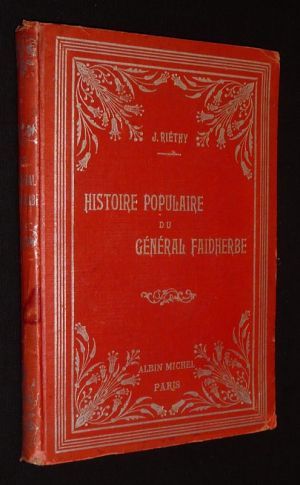 J. RIÉTHY
HISTOIRE POPULAIRE
DU
GÉNÉRAL FAIDHERBE
ALBIN MICHEL
PARIS